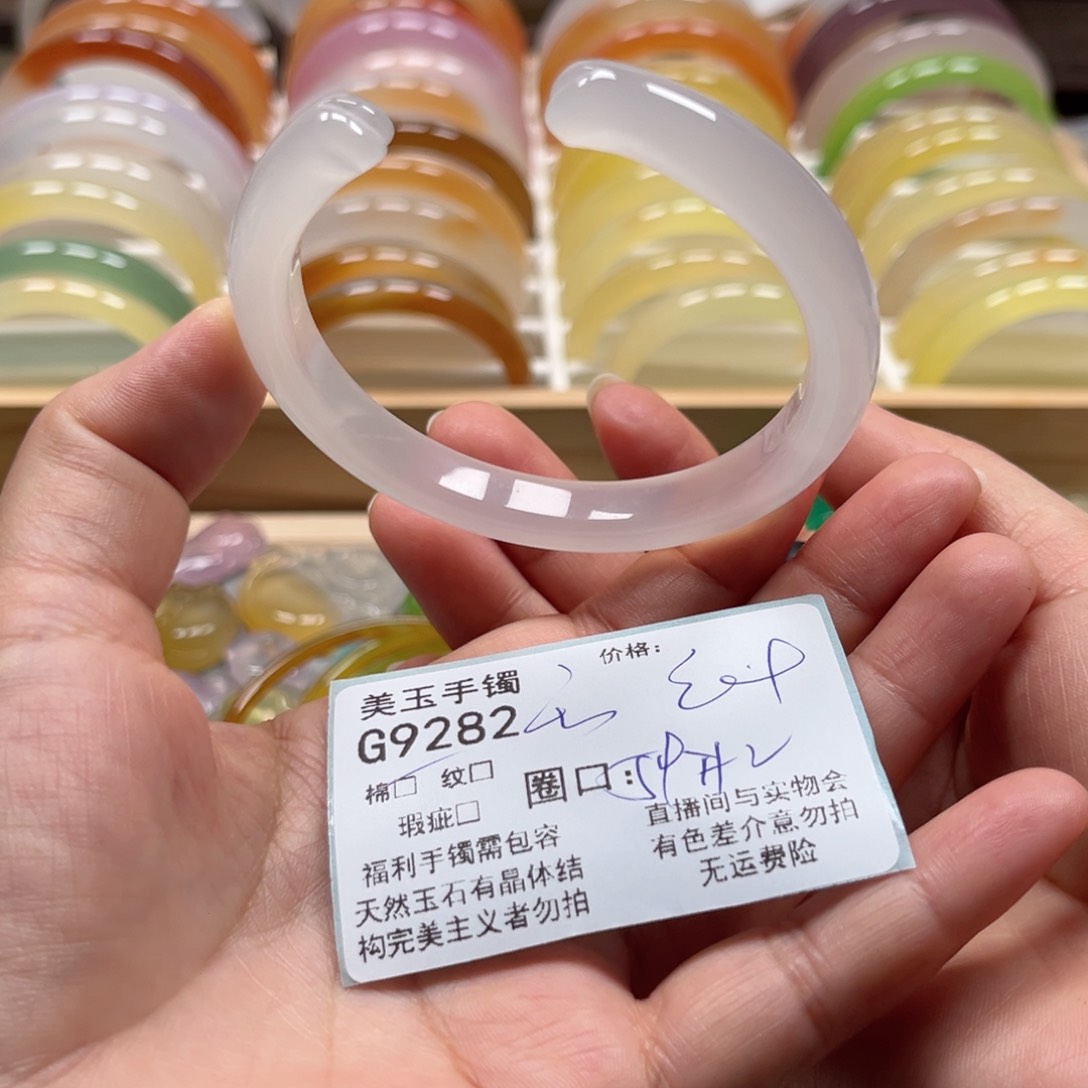 美玉手镯
价格：
G9282
棉□ 纹□
圈口：
瑕疵□
福利手镯需包容
天然玉石有晶体结
构完美主义者勿拍
直播间与实物会
有色差介意勿拍
无运费险